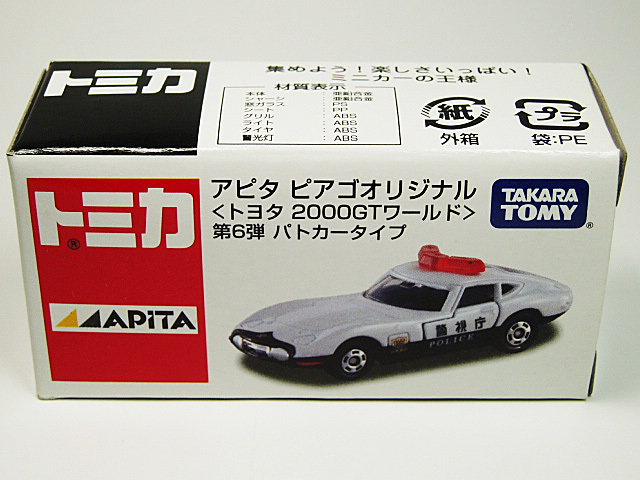 トミカ
集めよう!楽しさいっぱい!
ミニカーの王様
材質表示
本体 : 亜鉛合金
シャーシ : 亜鉛合金
窓ガラス : PS
シート : PP
グリル : ABS
ライト : ABS
タイヤ : ABS
警光灯 : ABS
紙
外箱
プラ
袋:PE
トミカ®
APiTA
アピタ ピアゴオリジナル
<トヨタ 2000GTワールド>
第6弾 パトカータイプ
TAKARA
TOMY®
警視庁
POLICE